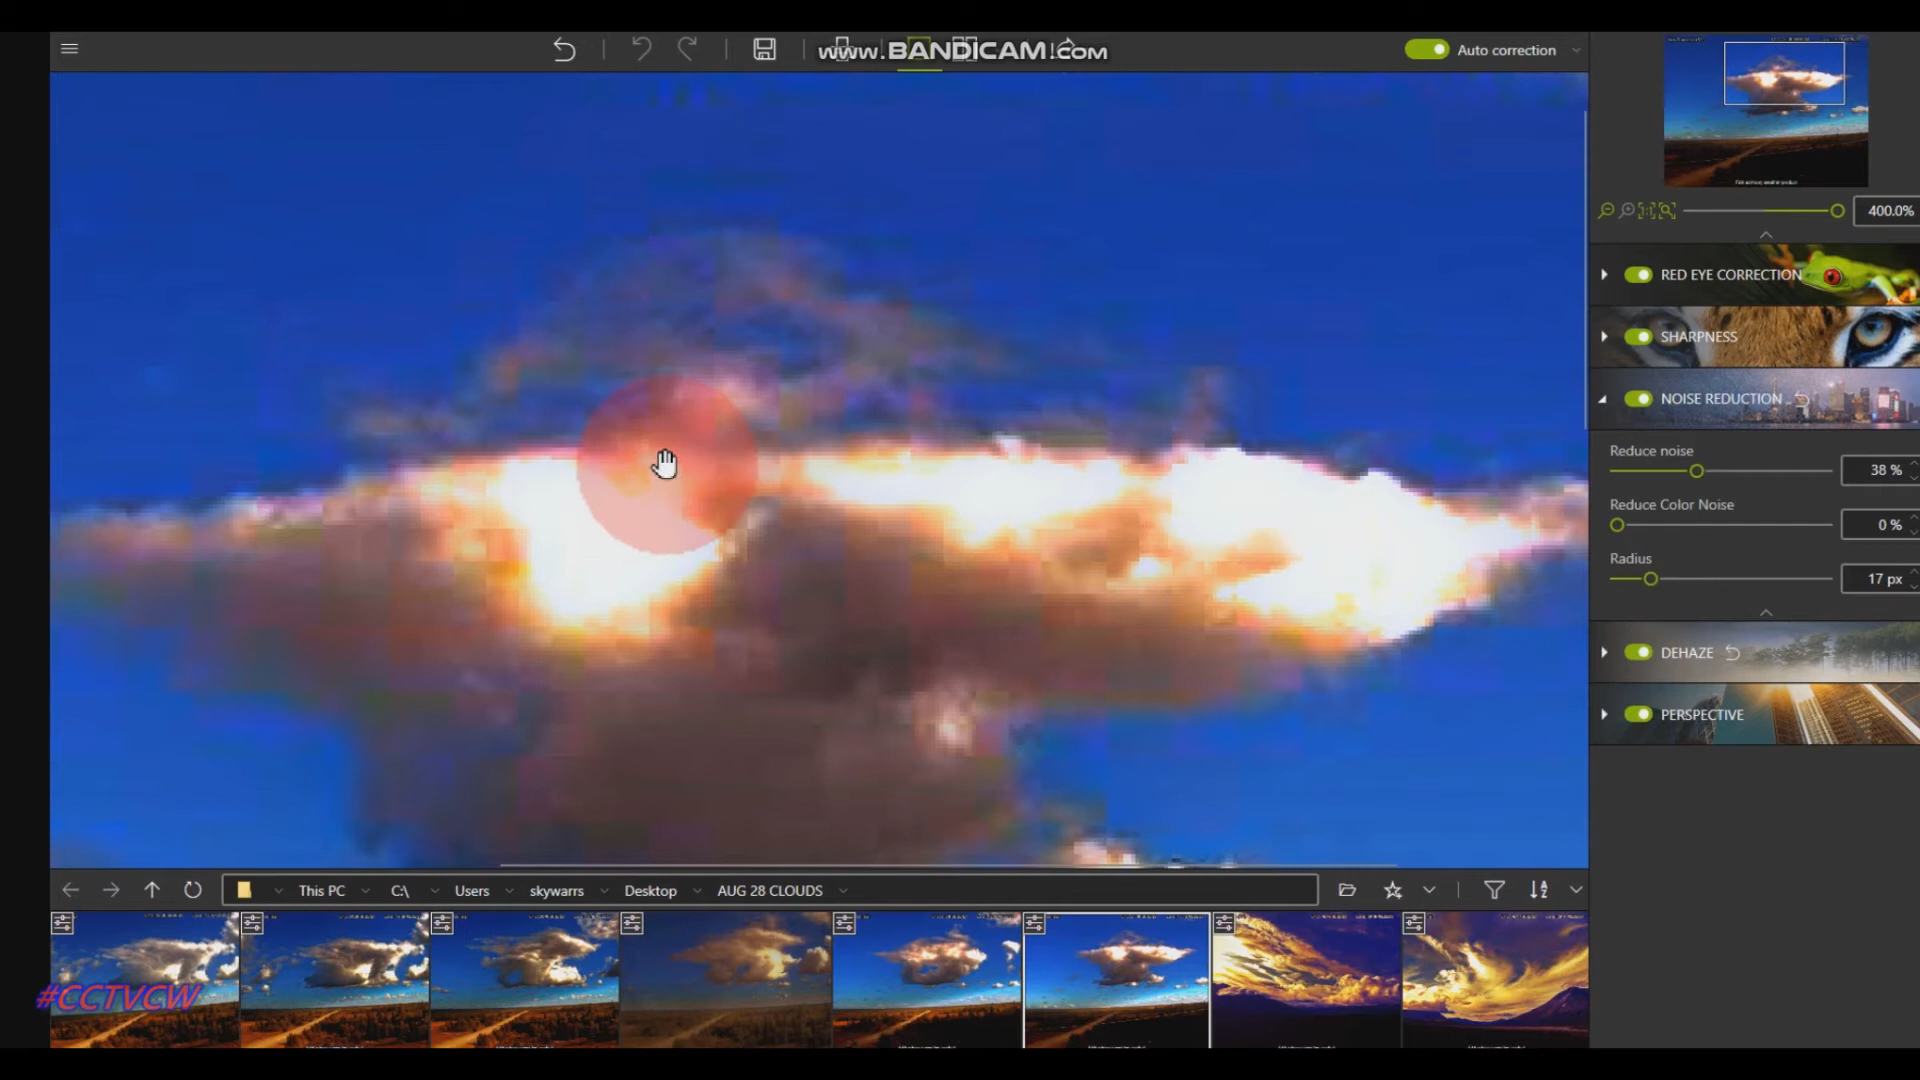 www.BANDICAM.com
Auto correction
400.0%
RED EYE CORRECTION
SHARPNESS
NOISE REDUCTION
Reduce noise
38 %
Reduce Color Noise
0 %
Radius
17 px
DEHAZE
PERSPECTIVE
This PC
C:\
Users
skywarrs
Desktop
AUG 28 CLOUDS
#CCTVCW